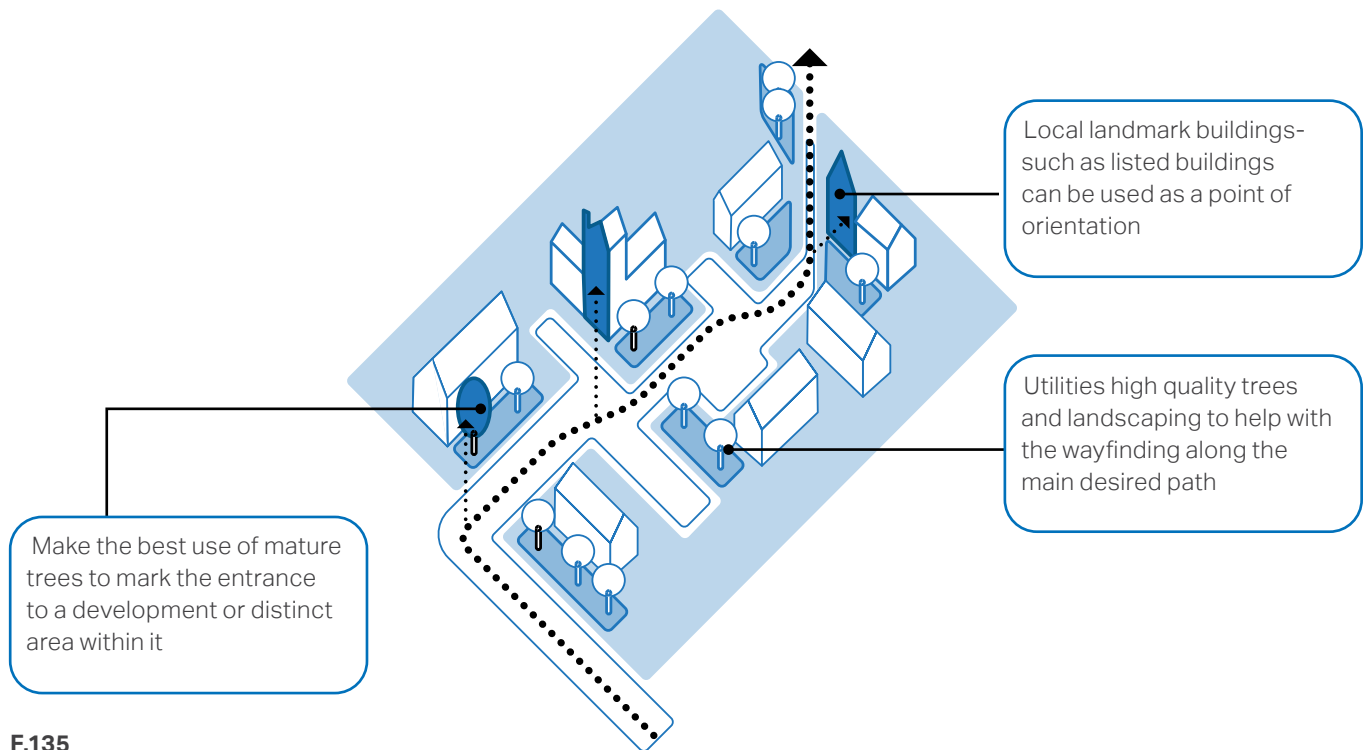 Local landmark buildings-
such as listed buildings
can be used as a point of
orientation
Utilities high quality trees
and landscaping to help with
the wayfinding along the
main desired path
Make the best use of mature
trees to mark the entrance
to a development or distinct
area within it
F.135